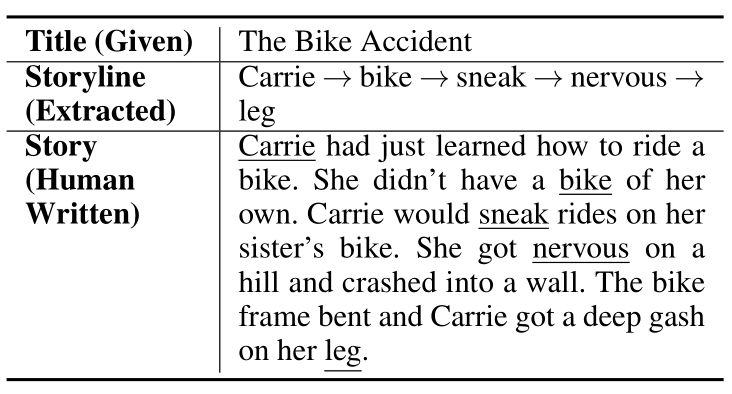 Title (Given) The Bike Accident
Storyline Carrie → bike → sneak → nervous →
(Extracted) leg
Story Carrie had just learned how to ride a
(Human bike. She didn't have a bike of her
Written) own. Carrie would sneak rides on her
sister's bike. She got nervous on a
hill and crashed into a wall. The bike
frame bent and Carrie got a deep gash
on her leg.